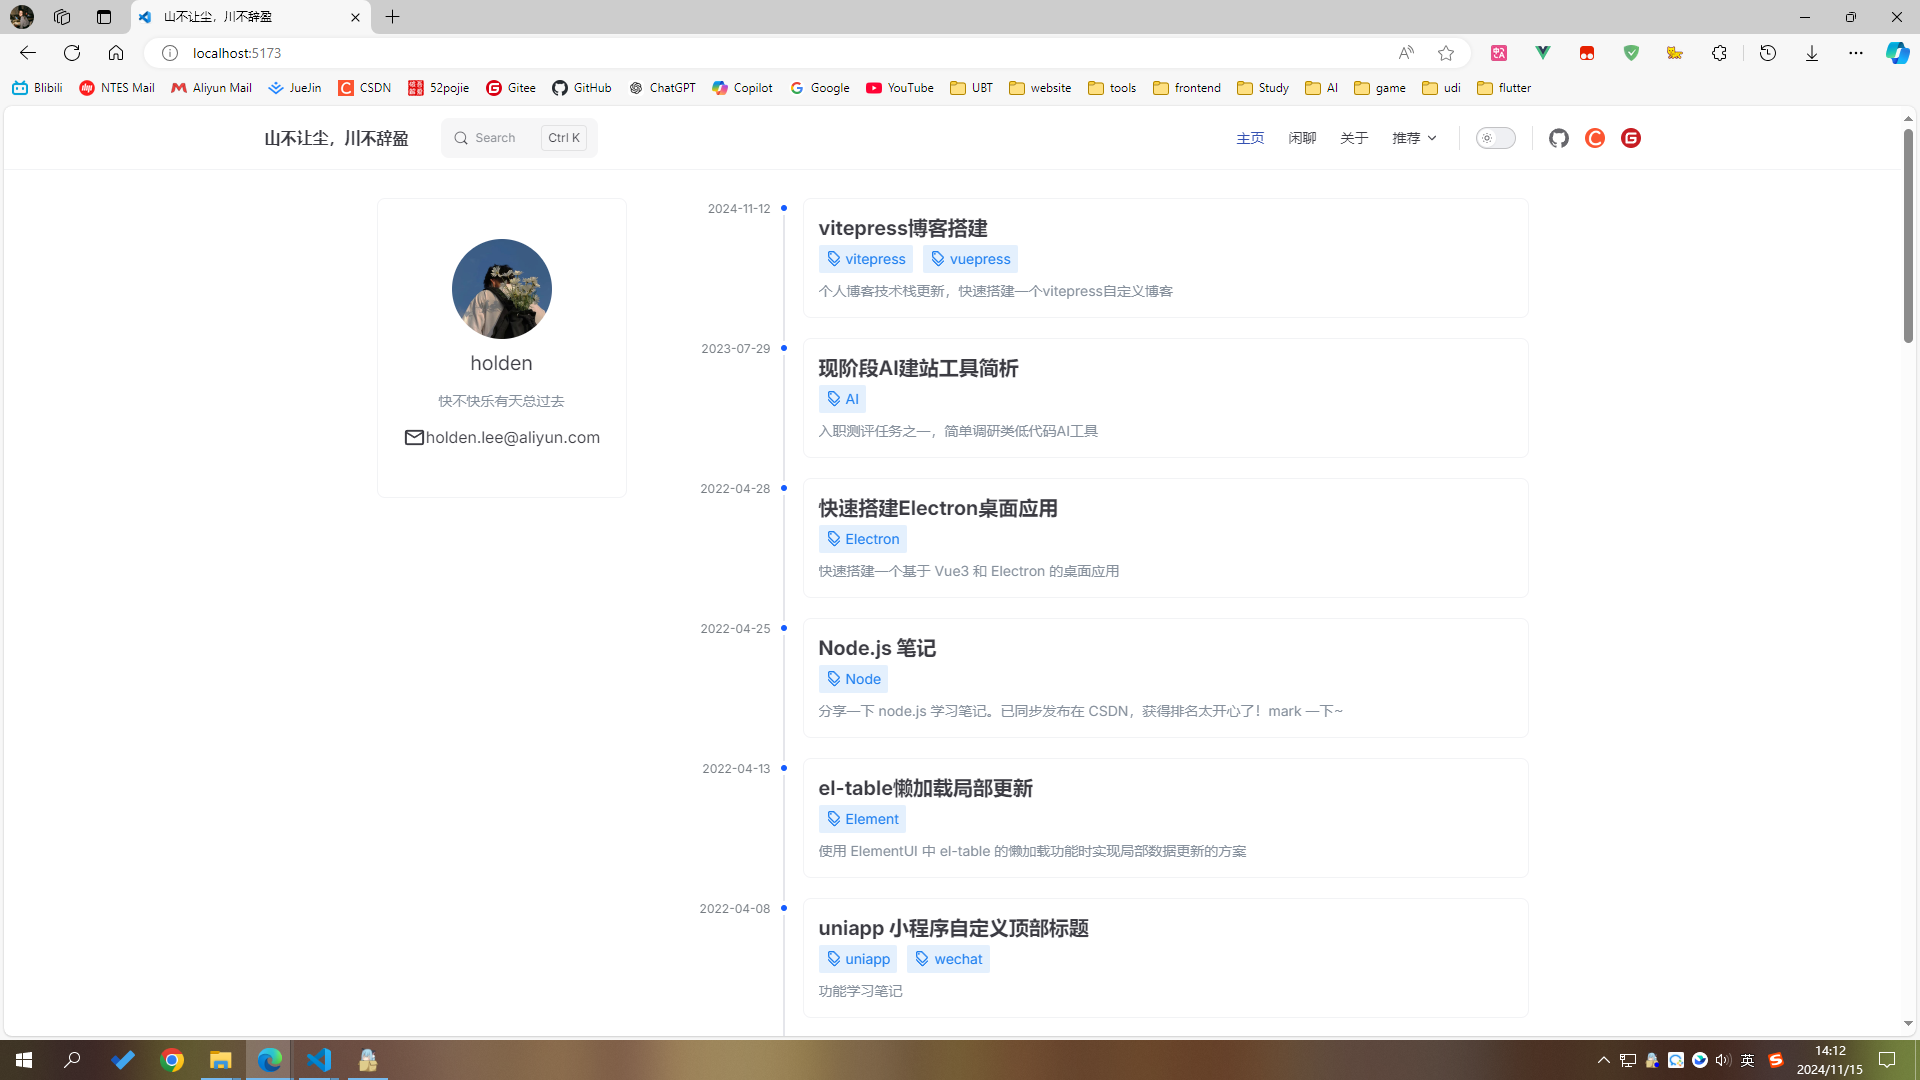 山不让尘，川不辞盈
localhost:5173
Blibili NTES Mail Aliyun Mail JueJin CSDN 52pojie Gitee GitHub ChatGPT Copilot Google YouTube UBT website tools frontend Study AI game udi flutter
山不让尘，川不辞盈 Search Ctrl K 主页 闲聊 关于 推荐
holden
快不快乐有天总过去
holden.lee@aliyun.com
2024-11-12
vitepress博客搭建
vitepress vuepress
个人博客技术栈更新，快速搭建一个vitepress自定义博客
2023-07-29
现阶段AI建站工具简析
AI
入职测评任务之一，简单调研类低代码AI工具
2022-04-28
快速搭建Electron桌面应用
Electron
快速搭建一个基于 Vue3 和 Electron 的桌面应用
2022-04-25
Node.js 笔记
Node
分享一下 node.js 学习笔记。已同步发布在 CSDN，获得排名太开心了！mark 一下~
2022-04-13
el-table懒加载局部更新
Element
使用 ElementUI 中 el-table 的懒加载功能时实现局部数据更新的方案
2022-04-08
uniapp 小程序自定义顶部标题
uniapp wechat
功能学习笔记
英
14:12
2024/11/15